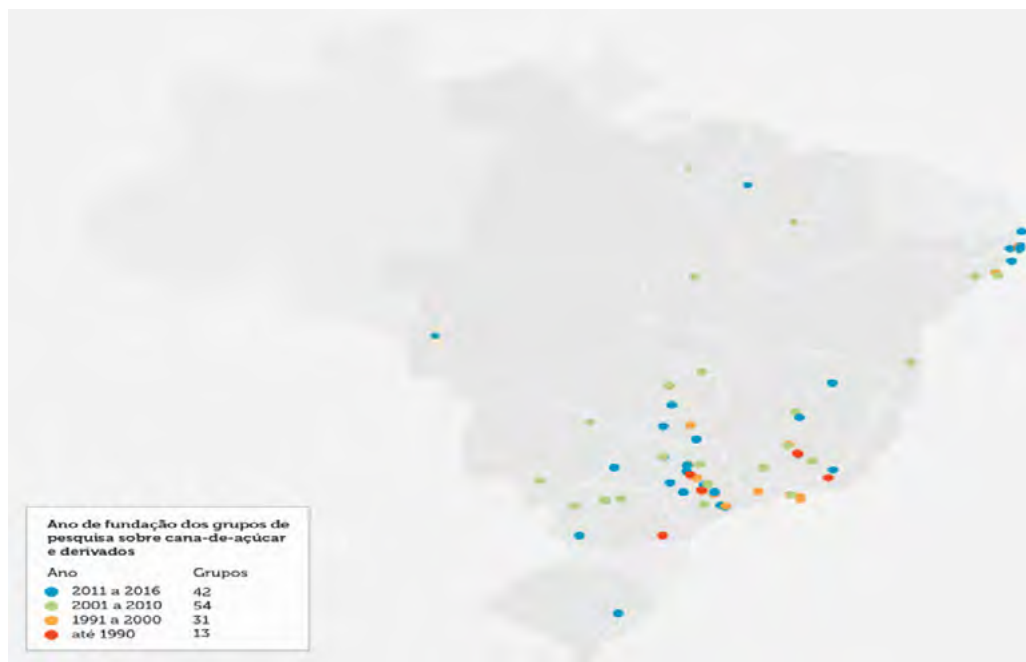 Ano de fundação dos grupos de
pesquisa sobre cana-de-açúcar
e derivados
Ano Grupos
2011 a 2016 42
2001 a 2010 54
1991 a 2000 31
até 1990 13